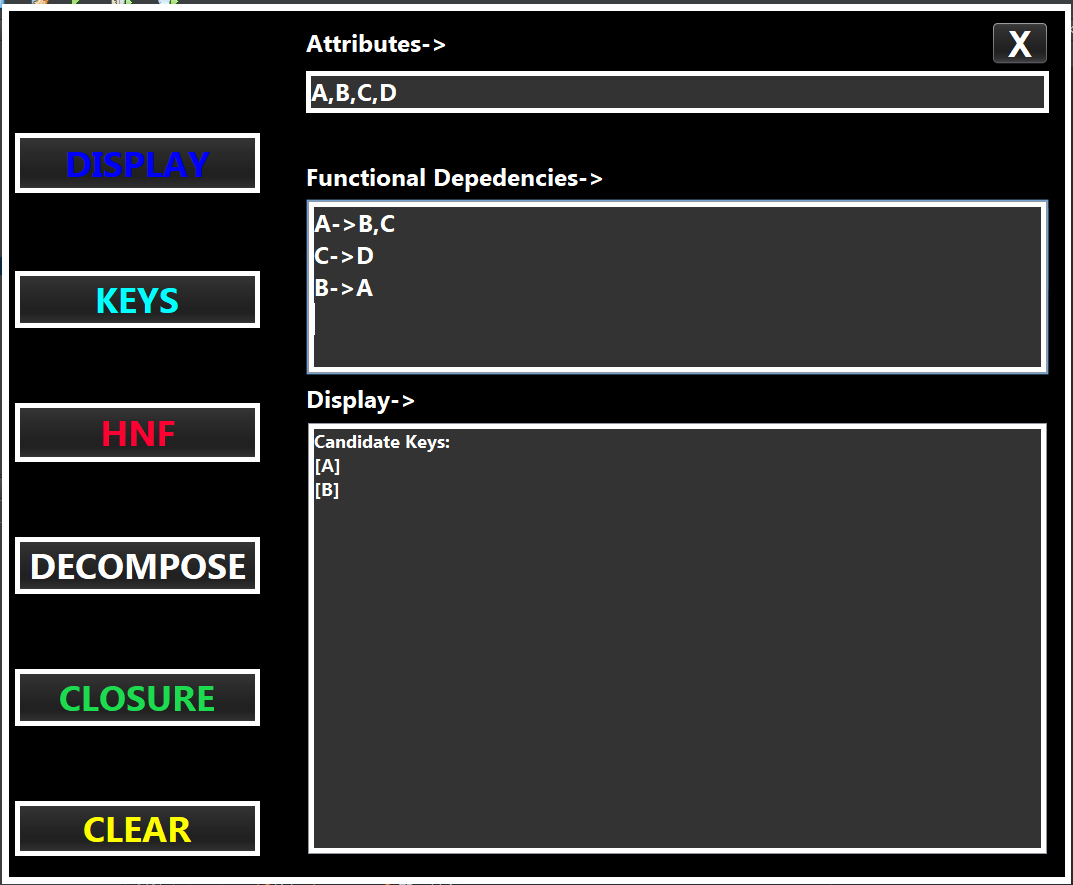 Attributes->
X
A,B,C,D
DISPLAY
Functional Depedencies->
A->B,C
C->D
B->A
KEYS
Display->
HNF
Candidate Keys:
[A]
[B]
DECOMPOSE
CLOSURE
CLEAR